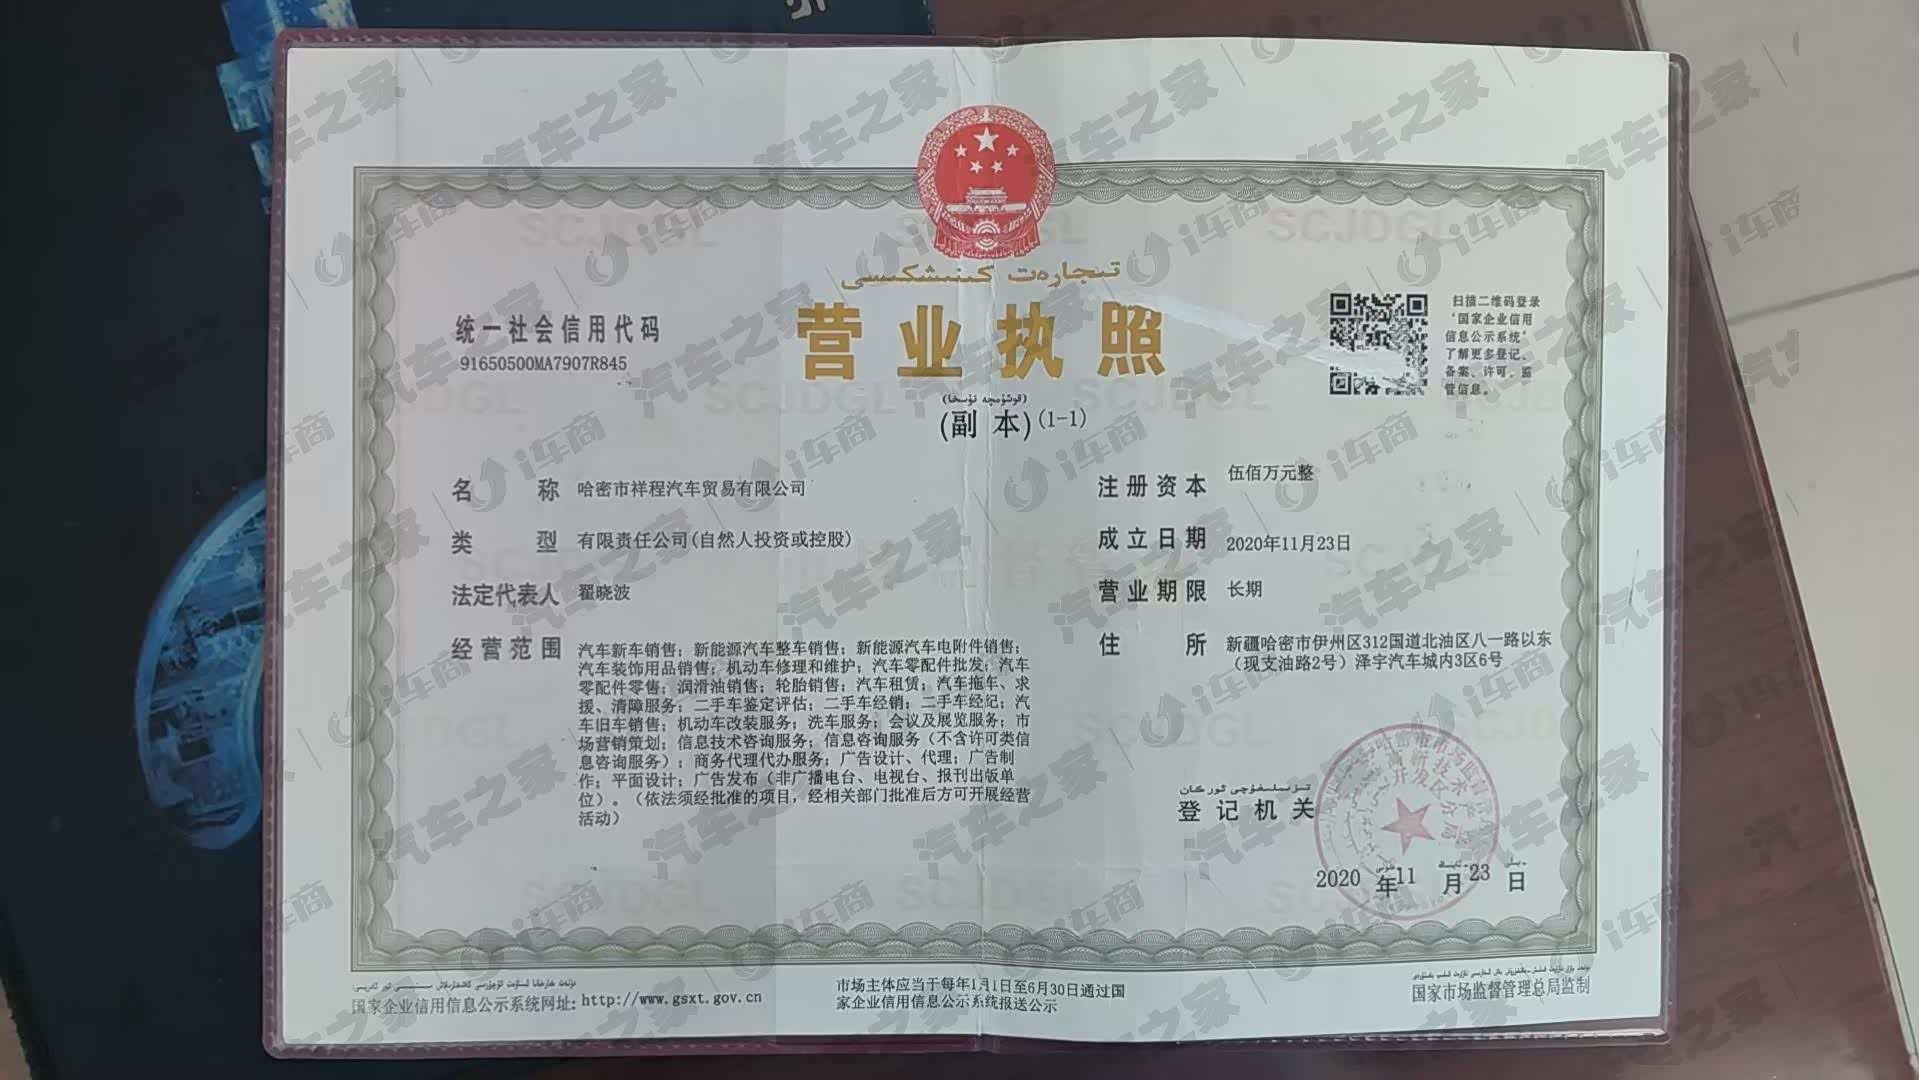 تىجارەت كىنىشكىسى
营业执照
(قوشۇمچە نۇسخا)
(副 本) (1-1)
统一社会信用代码
91650500MA7907R845
扫描二维码登录
‘国家企业信用
信息公示系统’
了解更多登记、
备案、许可、监
管信息。
名 称 哈密市祥程汽车贸易有限公司
类 型 有限责任公司(自然人投资或控股)
法定代表人 翟晓波
经营范围 汽车新车销售；新能源汽车整车销售；新能源汽车电附件销售；
汽车装饰用品销售；机动车修理和维护；汽车零配件批发；汽车
零配件零售；润滑油销售；轮胎销售；汽车租赁；汽车拖车、求
援、清障服务；二手车鉴定评估；二手车经销；二手车经纪；汽
车旧车销售；机动车改装服务；洗车服务；会议及展览服务；市
场营销策划；信息技术咨询服务；信息咨询服务（不含许可类信
息咨询服务）；商务代理代办服务；广告设计、代理；广告制
作；平面设计；广告发布（非广播电台、电视台、报刊出版单
位）。（依法须经批准的项目，经相关部门批准后方可开展经营
活动）
注册资本 伍佰万元整
成立日期 2020年11月23日
营业期限 长期
住 所 新疆哈密市伊州区312国道北油区八一路以东
（现支油路2号）泽宇汽车城内3区6号
تىزىملىغۇچى ئورگان
登记机关
2020 年 11 月 23 日
国家企业信用信息公示系统网址: http://www.gsxt.gov.cn
市场主体应当于每年1月1日至6月30日通过国
家企业信用信息公示系统报送公示
国家市场监督管理总局监制
SCJDGL
汽车之家
i车商